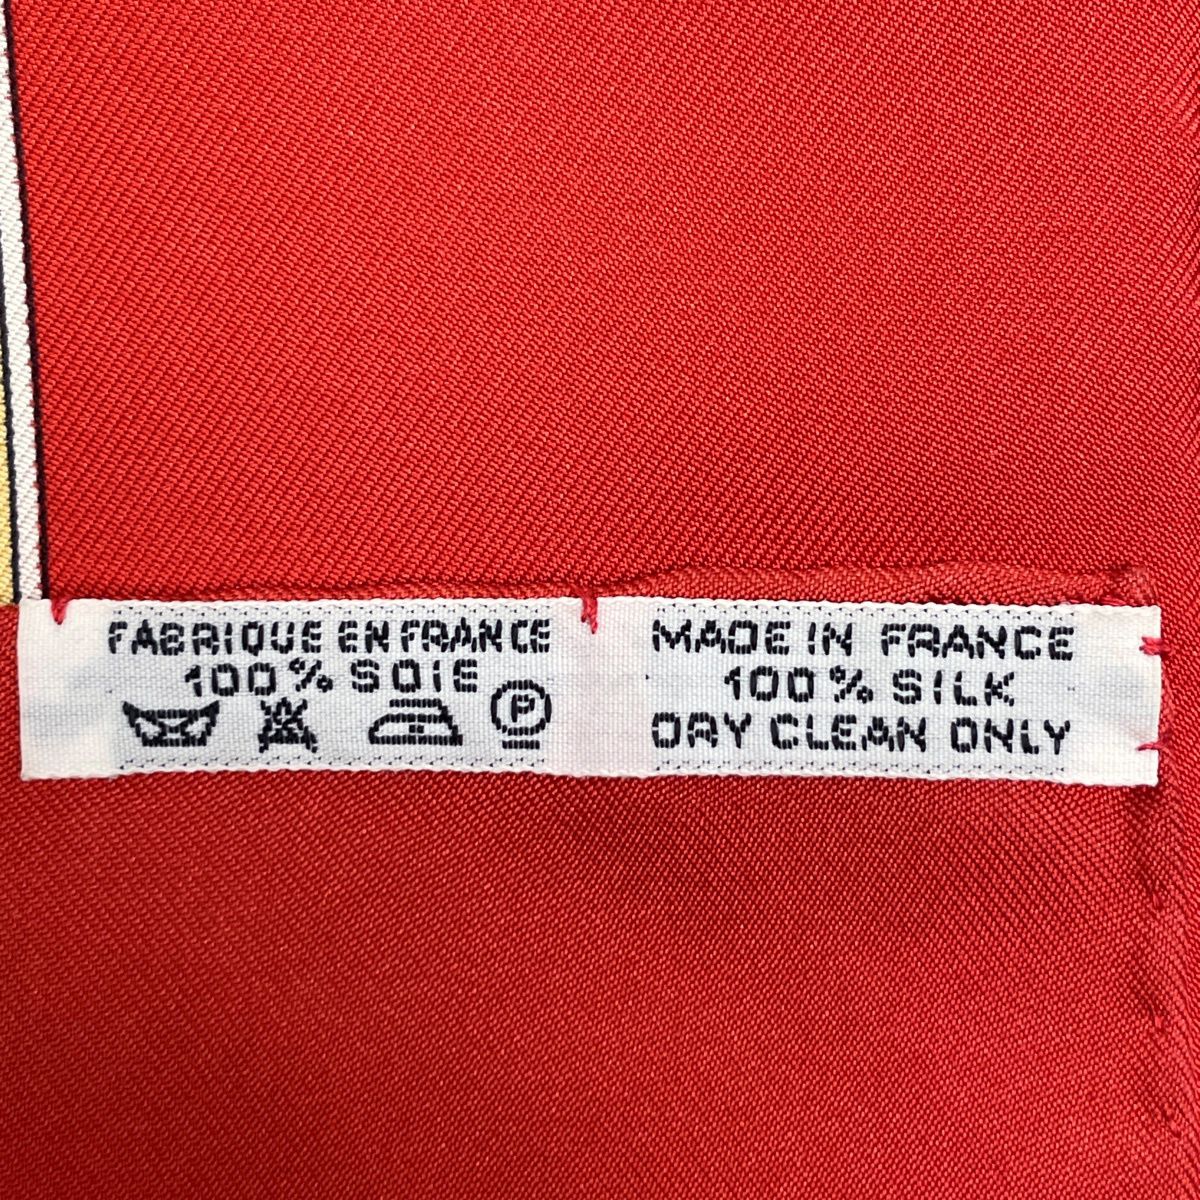 FABRIQUE EN FRANCE
100% SOIE
P
MADE IN FRANCE
100% SILK
DRY CLEAN ONLY